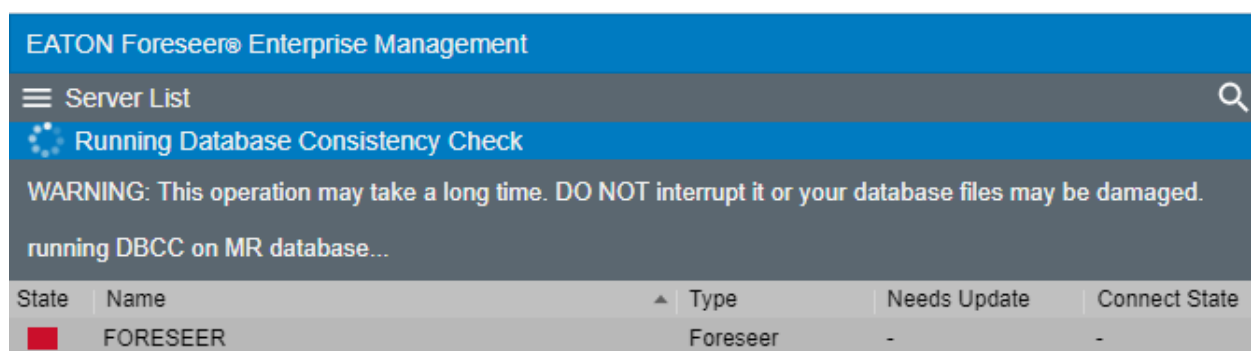 EATON Foreseer® Enterprise Management
Server List
Running Database Consistency Check
WARNING: This operation may take a long time. DO NOT interrupt it or your database files may be damaged.
running DBCC on MR database...
State Name Type Needs Update Connect State
FORESEER Foreseer - -